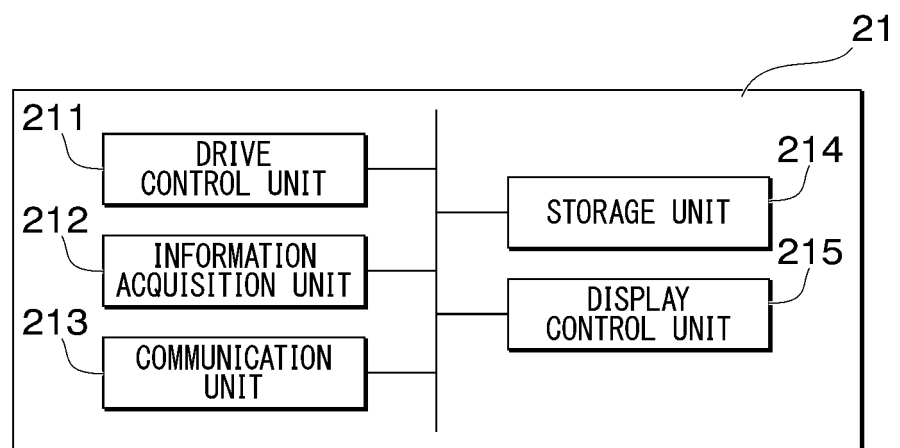 21
211
DRIVE
CONTROL UNIT
212
INFORMATION
ACQUISITION UNIT
213
COMMUNICATION
UNIT
214
STORAGE UNIT
215
DISPLAY
CONTROL UNIT